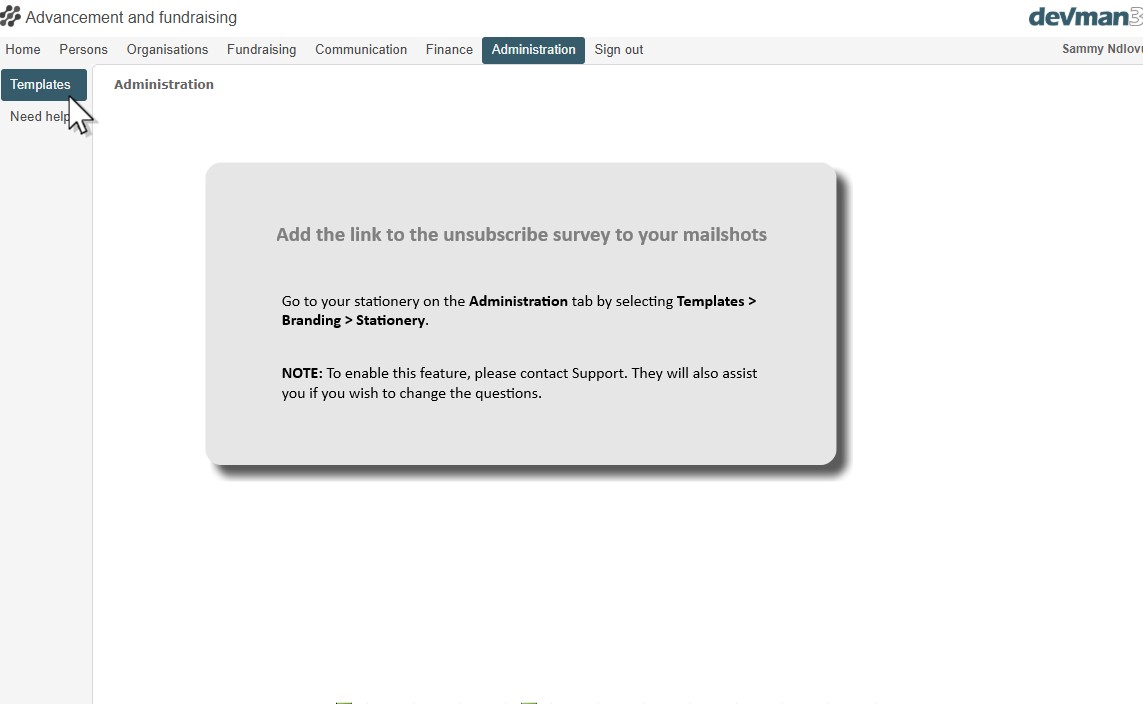 Advancement and fundraising
devman3
Home Persons Organisations Fundraising Communication Finance Administration Sign out
Sammy
Templates
Administration
Need help
Add the link to the unsubscribe survey to your mailshots
Go to your stationery on the Administration tab by selecting Templates >
Branding > Stationery.
NOTE: To enable this feature, please contact Support. They will also assist
you if you wish to change the questions.